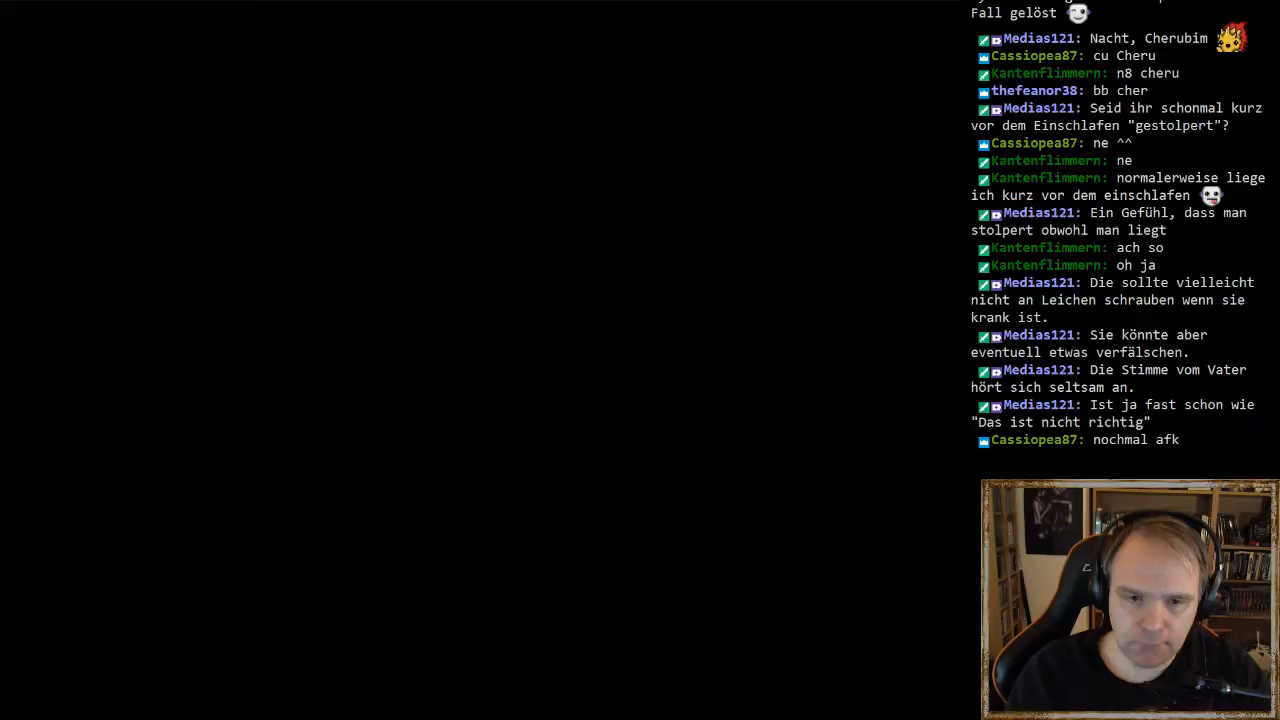 Fall gelöst
Medias121: Nacht, Cherubim
Cassiopea87: cu Cheru
Kantenflimmern: n8 cheru
thefeanor38: bb cher
Medias121: Seid ihr schonmal kurz
vor dem Einschlafen "gestolpert"?
Cassiopea87: ne ^^
Kantenflimmern: ne
Kantenflimmern: normalerweise liege
ich kurz vor dem einschlafen
Medias121: Ein Gefühl, dass man
stolpert obwohl man liegt
Kantenflimmern: ach so
Kantenflimmern: oh ja
Medias121: Die sollte vielleicht
nicht an Leichen schrauben wenn sie
krank ist.
Medias121: Sie könnte aber
eventuell etwas verfälschen.
Medias121: Die Stimme vom Vater
hört sich seltsam an.
Medias121: Ist ja fast schon wie
"Das ist nicht richtig"
Cassiopea87: nochmal afk